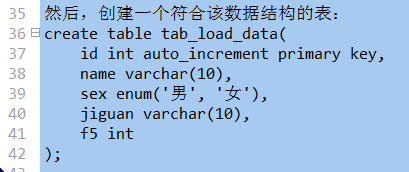 35 然后，创建一个符合该数据结构的表：
36 create table tab_load_data(
37 id int auto_increment primary key,
38 name varchar(10),
39 sex enum('男', '女'),
40 jiguan varchar(10),
41 f5 int
42 );